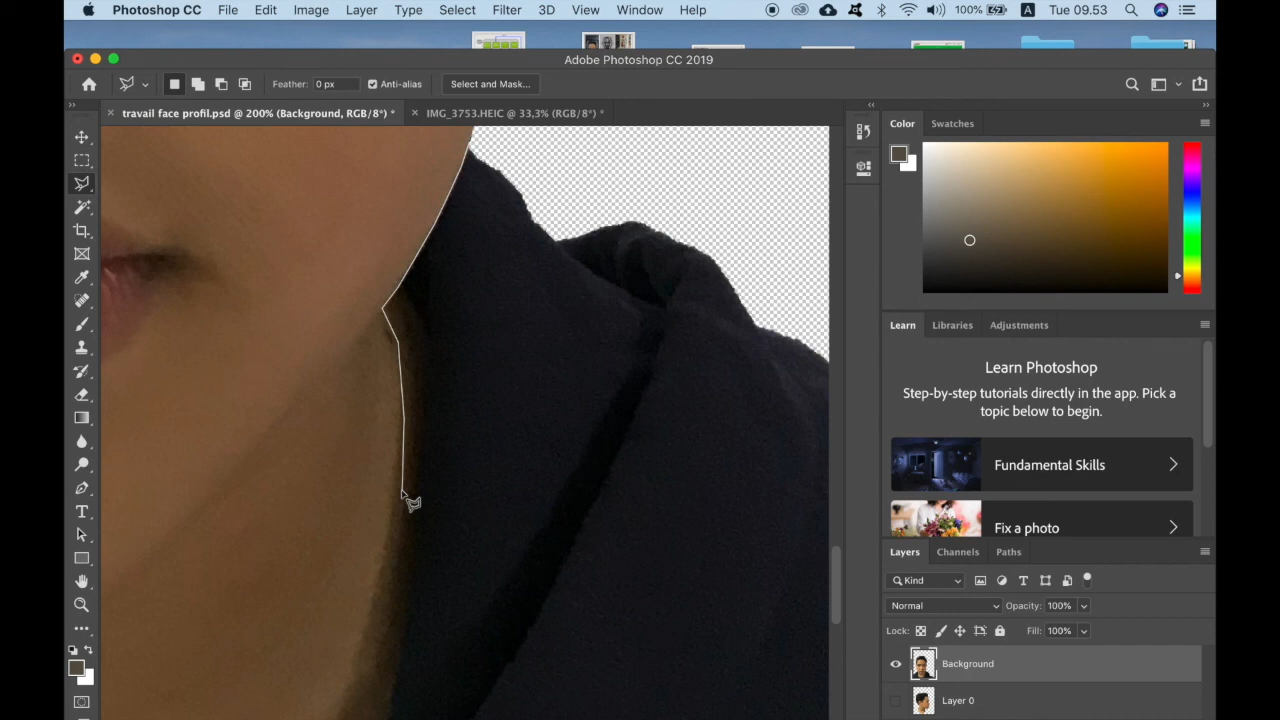 Photoshop CC File Edit Image Layer Type Select Filter 3D View Window Help 100% A Tue 09.53
Adobe Photoshop CC 2019
Feather: 0 px Anti-alias Select and Mask...
travail face profil.psd @ 200% (Background, RGB/8*) * IMG_3753.HEIC @ 33,3% (RGB/8*) *
Color Swatches
Learn Libraries Adjustments
Learn Photoshop
Step-by-step tutorials directly in the app. Pick a
topic below to begin.
Fundamental Skills
Fix a photo
Layers Channels Paths
Kind
Normal Opacity: 100%
Lock: Fill: 100%
Background
Layer 0